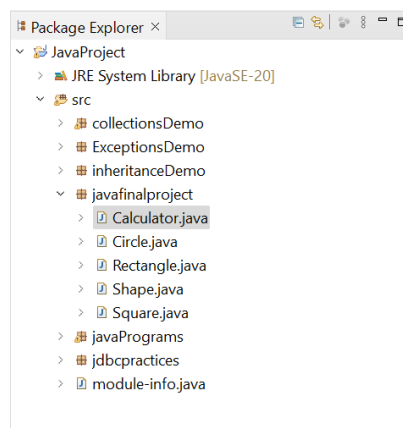 Package Explorer ×
JavaProject
JRE System Library [JavaSE-20]
src
collectionsDemo
ExceptionsDemo
inheritanceDemo
javafinalproject
Calculator.java
Circle.java
Rectangle.java
Shape.java
Square.java
javaPrograms
jdbcpractices
module-info.java